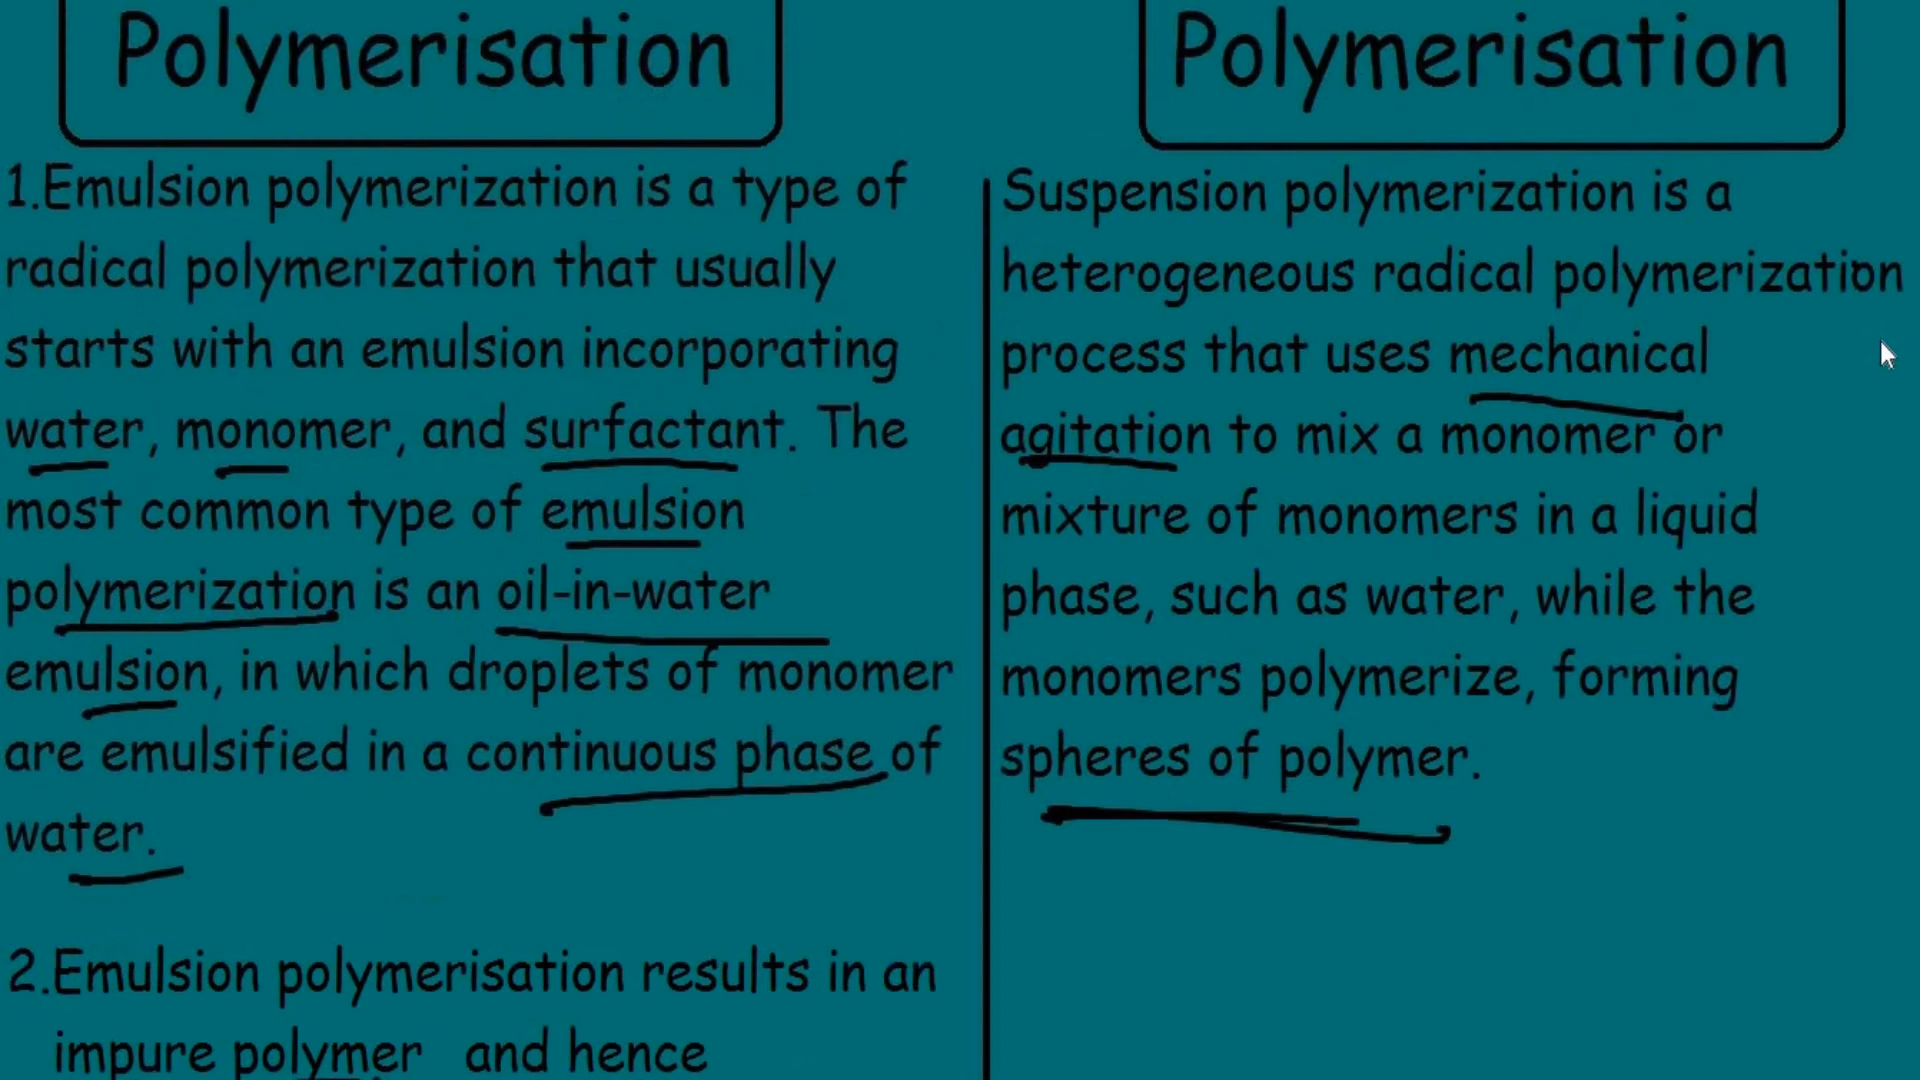 Polymerisation
1.Emulsion polymerization is a type of
radical polymerization that usually
starts with an emulsion incorporating
water, monomer, and surfactant. The
most common type of emulsion
polymerization is an oil-in-water
emulsion, in which droplets of monomer
are emulsified in a continuous phase of
water.
2.Emulsion polymerisation results in an
impure polymer and hence
Polymerisation
Suspension polymerization is a
heterogeneous radical polymerization
process that uses mechanical
agitation to mix a monomer or
mixture of monomers in a liquid
phase, such as water, while the
monomers polymerize, forming
spheres of polymer.